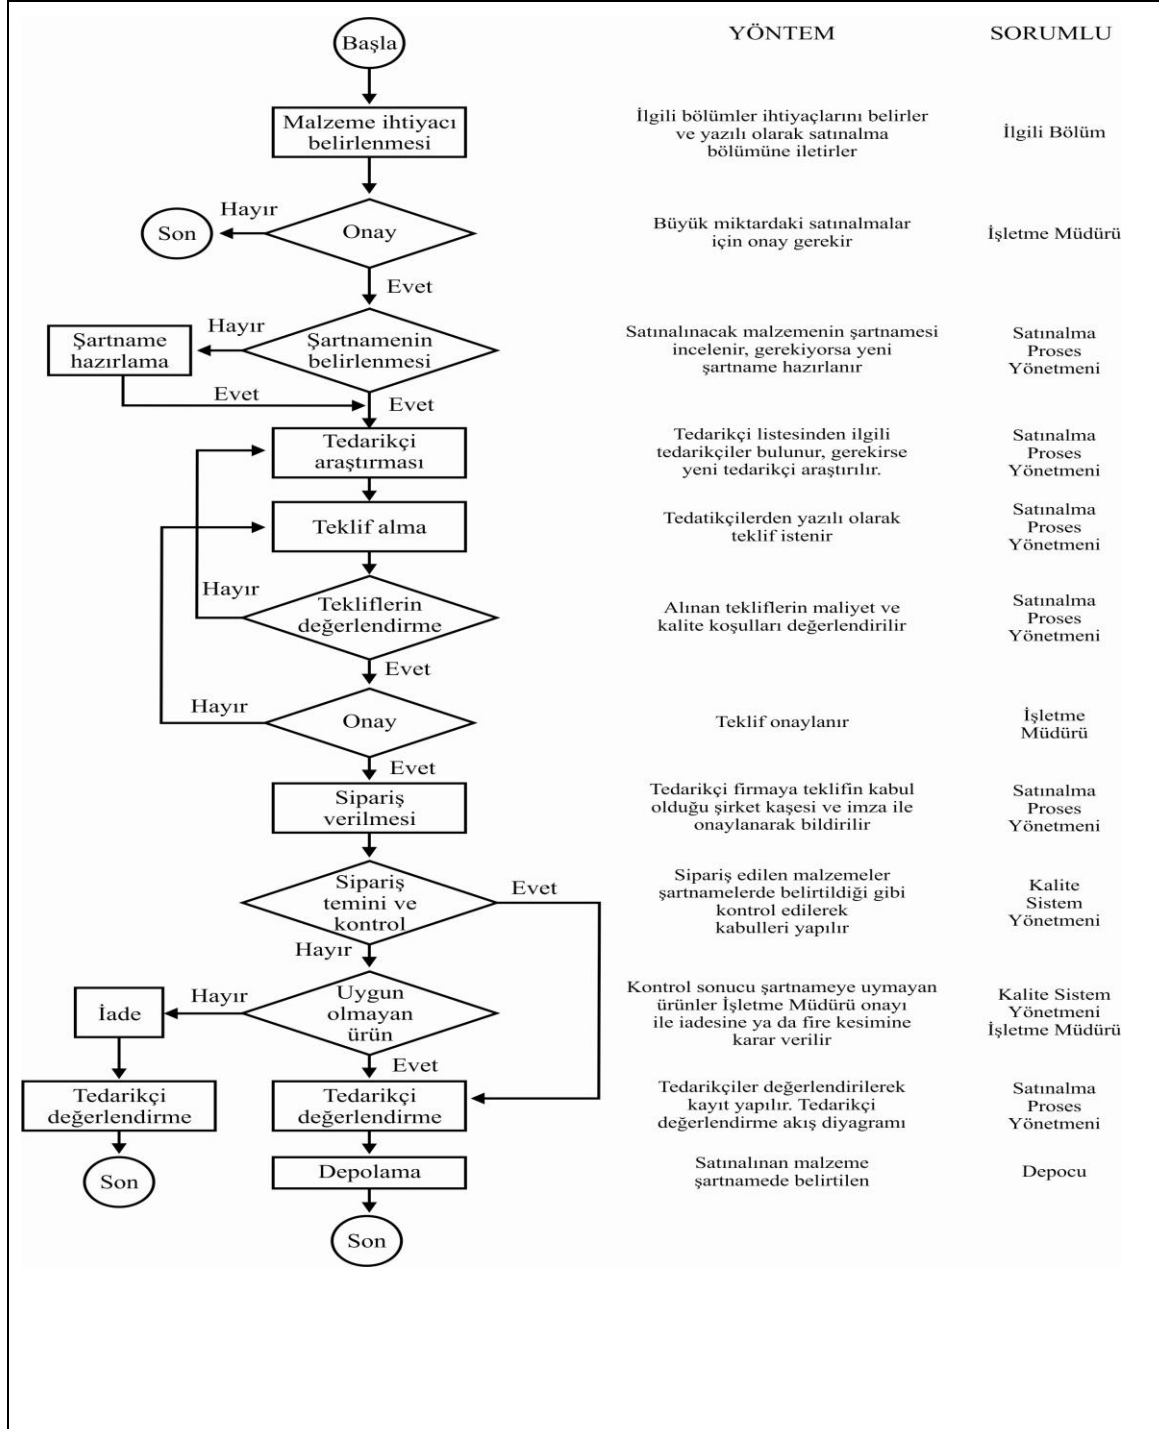 Başla
YÖNTEM
SORUMLU
Malzeme ihtiyacı
belirlenmesi
İlgili bölümler ihtiyaçlarını belirler
ve yazılı olarak satınalma
bölümüne iletirler
İlgili Bölüm
Hayır
Son
Onay
Büyük miktardaki satınalmalar
için onay gerekir
İşletme Müdürü
Evet
Şartname
hazırlama
Hayır
Şartnamenin
belirlenmesi
Satınalınacak malzemenin şartnamesi
incelenir, gerekiyorsa yeni
şartname hazırlanır
Satınalma
Proses
Yönetmeni
Evet
Evet
Tedarikçi
araştırması
Tedarikçi listesinden ilgili
tedarikçiler bulunur, gerekirse
yeni tedarikçi araştırılır.
Satınalma
Proses
Yönetmeni
Teklif alma
Tedatikçilerden yazılı olarak
teklif istenir
Satınalma
Proses
Yönetmeni
Hayır
Tekliflerin
değerlendirme
Alınan tekliflerin maliyet ve
kalite koşulları değerlendirilir
Satınalma
Proses
Yönetmeni
Evet
Hayır
Onay
Teklif onaylanır
İşletme
Müdürü
Evet
Sipariş
verilmesi
Tedarikçi firmaya teklifin kabul
olduğu şirket kaşesi ve imza ile
onaylanarak bildirilir
Satınalma
Proses
Yönetmeni
Sipariş
temini ve
kontrol
Evet
Sipariş edilen malzemeler
şartnamelerde belirtildiği gibi
kontrol edilerek
kabulleri yapılır
Kalite
Sistem
Yönetmeni
Hayır
İade
Hayır
Uygun
olmayan
ürün
Kontrol sonucu şartnameye uymayan
ürünler İşletme Müdürü onayı
ile iadesine ya da fire kesimine
karar verilir
Kalite Sistem
Yönetmeni
İşletme Müdürü
Evet
Tedarikçi
değerlendirme
Tedarikçi
değerlendirme
Tedarikçiler değerlendirilerek
kayıt yapılır. Tedarikçi
değerlendirme akış diyagramı
Satınalma
Proses
Yönetmeni
Son
Depolama
Satınalınan malzeme
şartnamede belirtilen
Depocu
Son